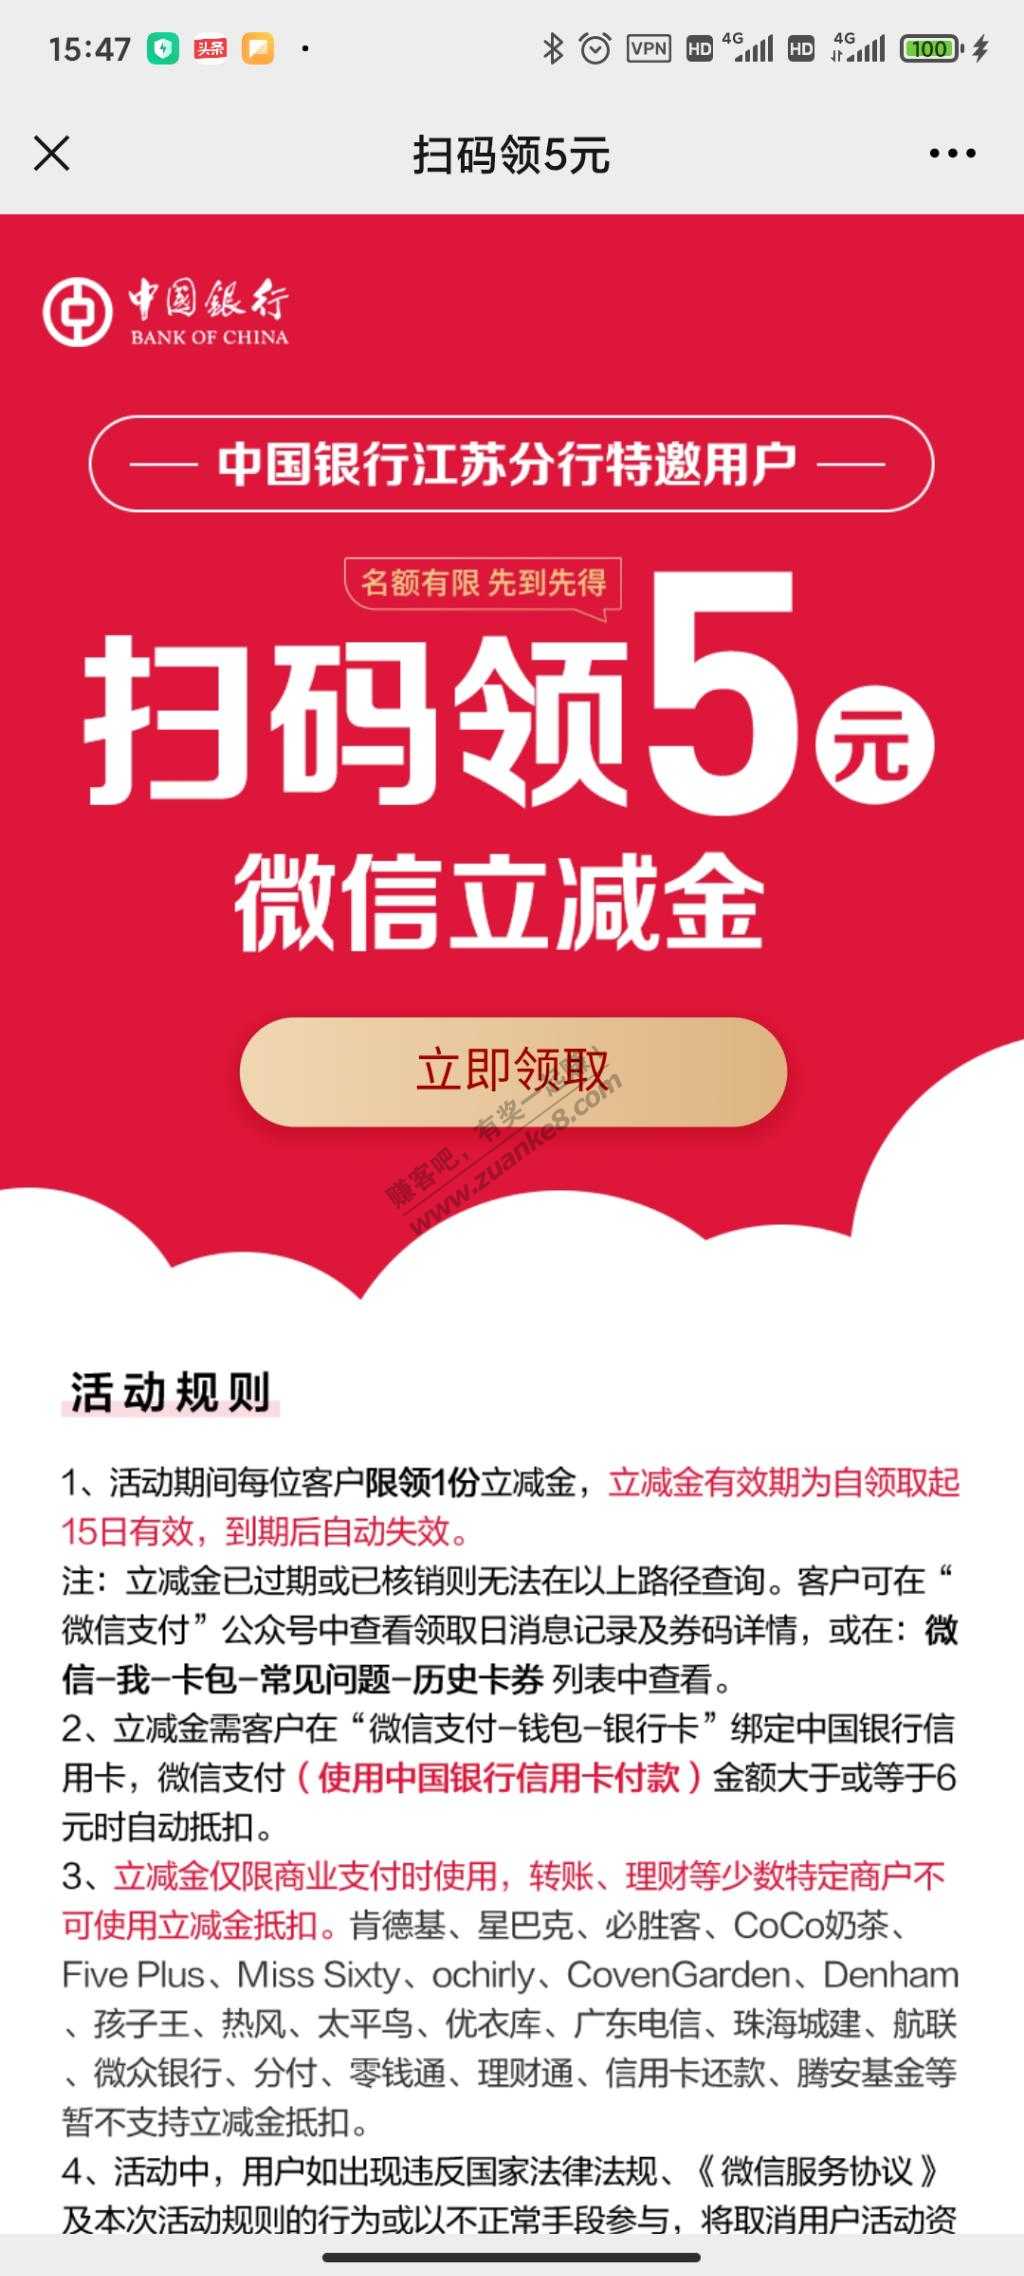 15:47
头条
VPN HD 4G HD 4G 100
扫码领5元
中国銀行
BANK OF CHINA
中国银行江苏分行特邀用户
名额有限 先到先得
扫码领5元
微信立减金
立即领取
赚客吧，有奖一起赚！
www.zuanke8.com
活动规则
1、活动期间每位客户限领1份立减金，立减金有效期为自领取起
15日有效，到期后自动失效。
注：立减金已过期或已核销则无法在以上路径查询。客户可在“
微信支付”公众号中查看领取日消息记录及券码详情，或在：微
信–我–卡包–常见问题–历史卡券 列表中查看。
2、立减金需客户在“微信支付–钱包–银行卡”绑定中国银行信
用卡，微信支付（使用中国银行信用卡付款）金额大于或等于6
元时自动抵扣。
3、立减金仅限商业支付时使用，转账、理财等少数特定商户不
可使用立减金抵扣。肯德基、星巴克、必胜客、CoCo奶茶、
Five Plus、Miss Sixty、ochirly、CovenGarden、Denham
、孩子王、热风、太平鸟、优衣库、广东电信、珠海城建、航联
、微众银行、分付、零钱通、理财通、信用卡还款、腾安基金等
暂不支持立减金抵扣。
4、活动中，用户如出现违反国家法律法规、《微信服务协议》
及本次活动规则的行为或以不正常手段参与，将取消用户活动资